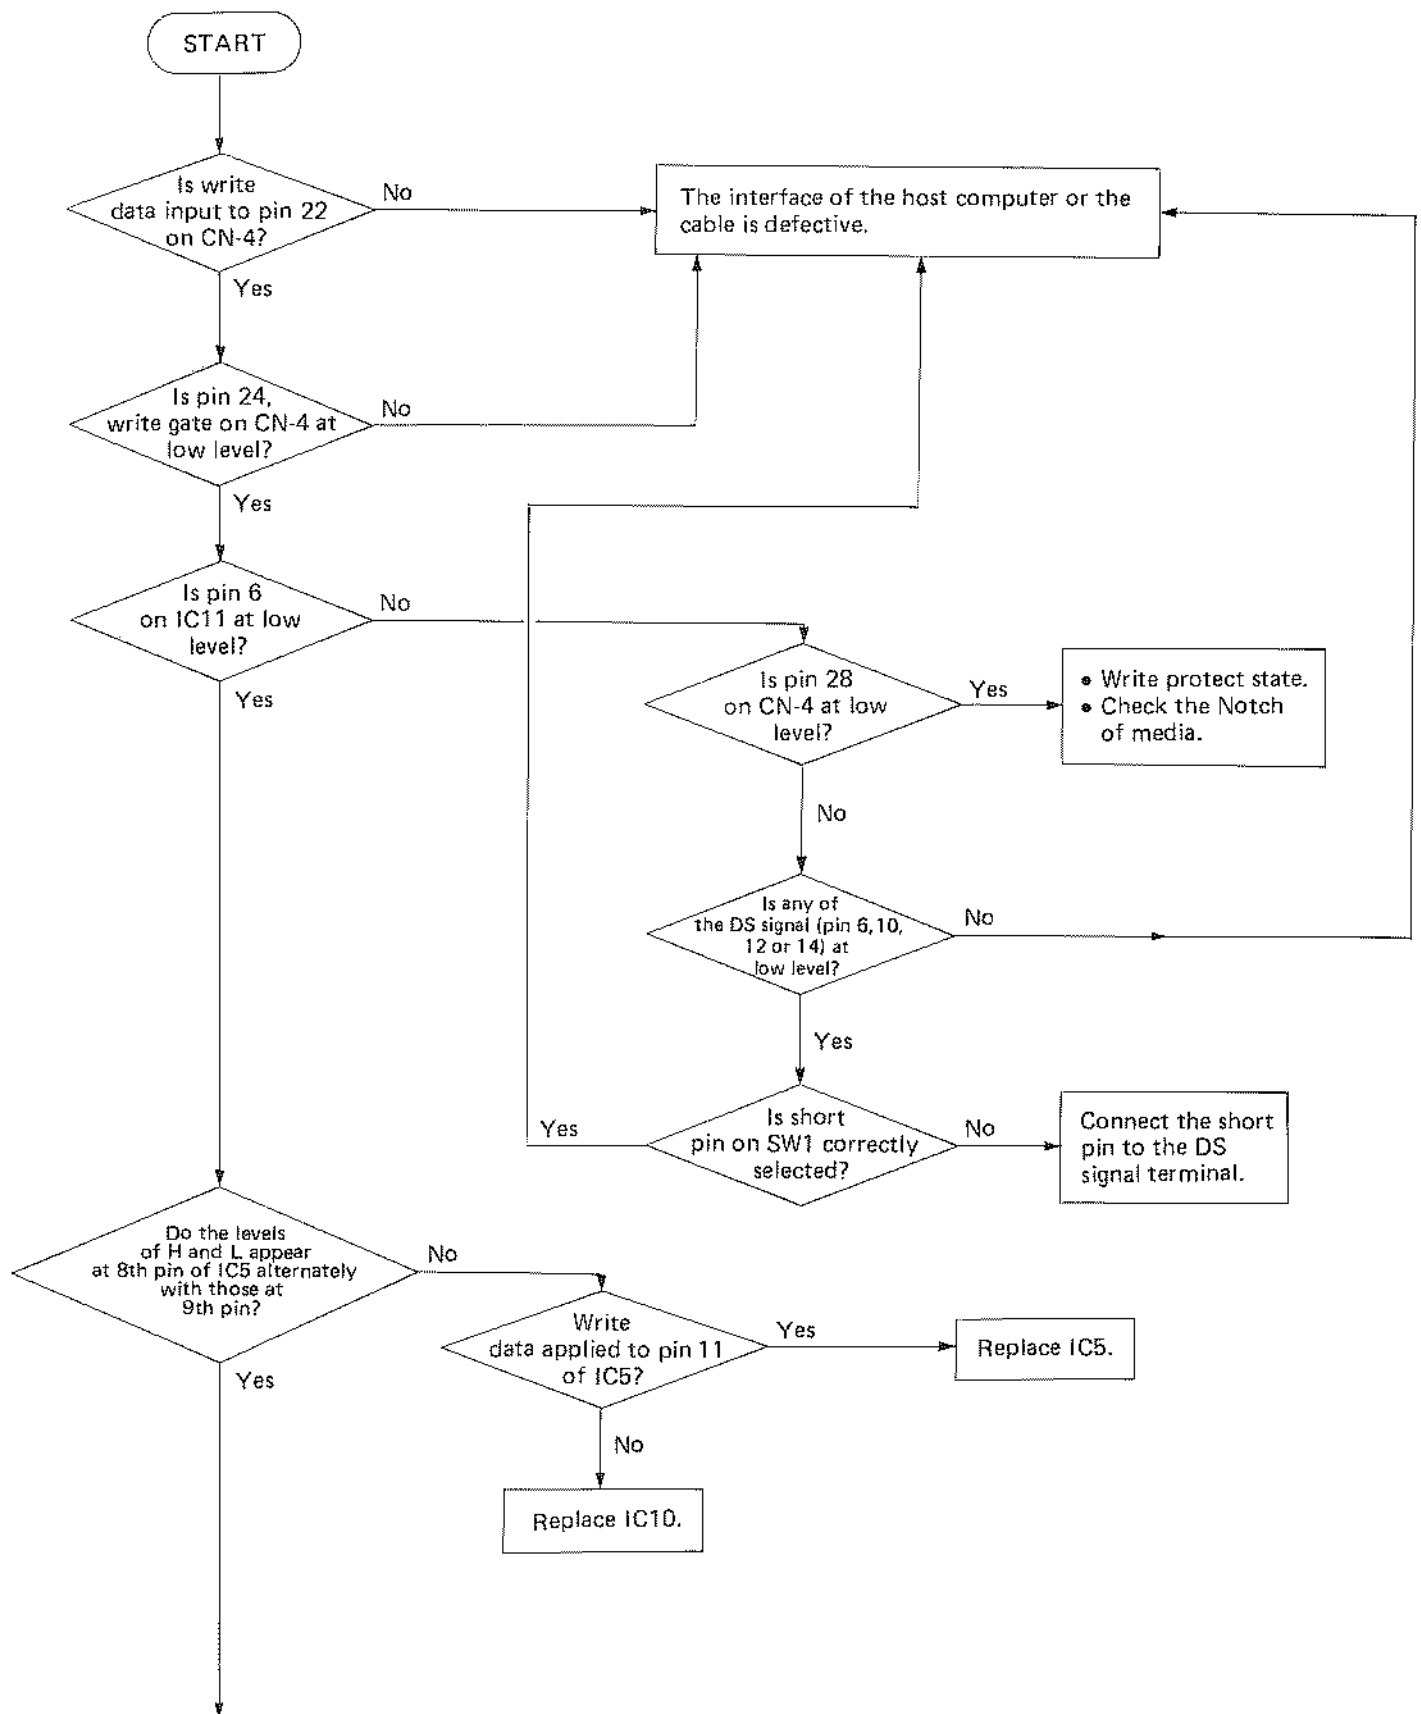 START
Is write
data input to pin 22
on CN-4?
No
The interface of the host computer or the
cable is defective.
Yes
Is pin 24,
write gate on CN-4 at
low level?
No
Yes
Is pin 6
on IC11 at low
level?
No
Yes
Is pin 28
on CN-4 at low
level?
Yes
• Write protect state.
• Check the Notch
of media.
No
Is any of
the DS signal (pin 6,10,
12 or 14) at
low level?
No
Yes
Is short
pin on SW1 correctly
selected?
Yes
No
Connect the short
pin to the DS
signal terminal.
Do the levels
of H and L appear
at 8th pin of IC5 alternately
with those at
9th pin?
No
Yes
Write
data applied to pin 11
of IC5?
Yes
Replace IC5.
No
Replace IC10.